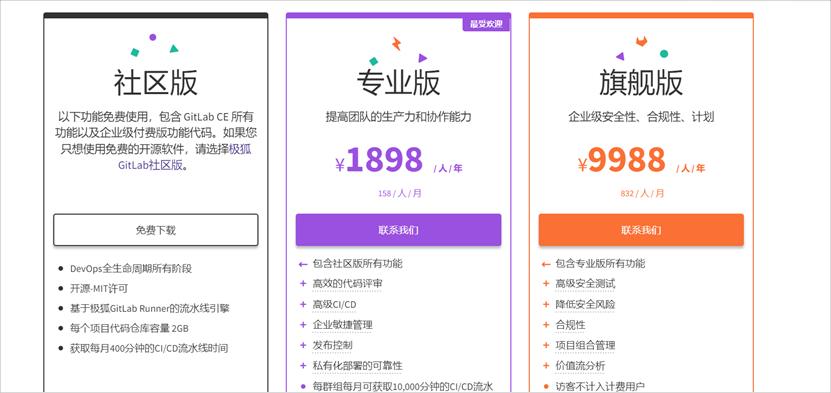 社区版
以下功能免费使用，包含 GitLab CE 所有
功能以及企业级付费版功能代码。如果您
只想使用免费的开源软件，请选择极狐
GitLab社区版。
免费下载
DevOps全生命周期所有阶段
开源-MIT许可
基于极狐GitLab Runner的流水线引擎
每个项目代码仓库容量 2GB
获取每月400分钟的CI/CD流水线时间
最受欢迎
专业版
提高团队的生产力和协作能力
¥1898 / 人 / 年
158 / 人 / 月
联系我们
包含社区版所有功能
高效的代码评审
高级CI/CD
企业敏捷管理
发布控制
私有化部署的可靠性
每群组每月可获取10,000分钟的CI/CD流水
旗舰版
企业级安全性、合规性、计划
¥9988 / 人 / 年
832 / 人 / 月
联系我们
包含专业版所有功能
高级安全测试
降低安全风险
合规性
项目组合管理
价值流分析
访客不计入计费用户